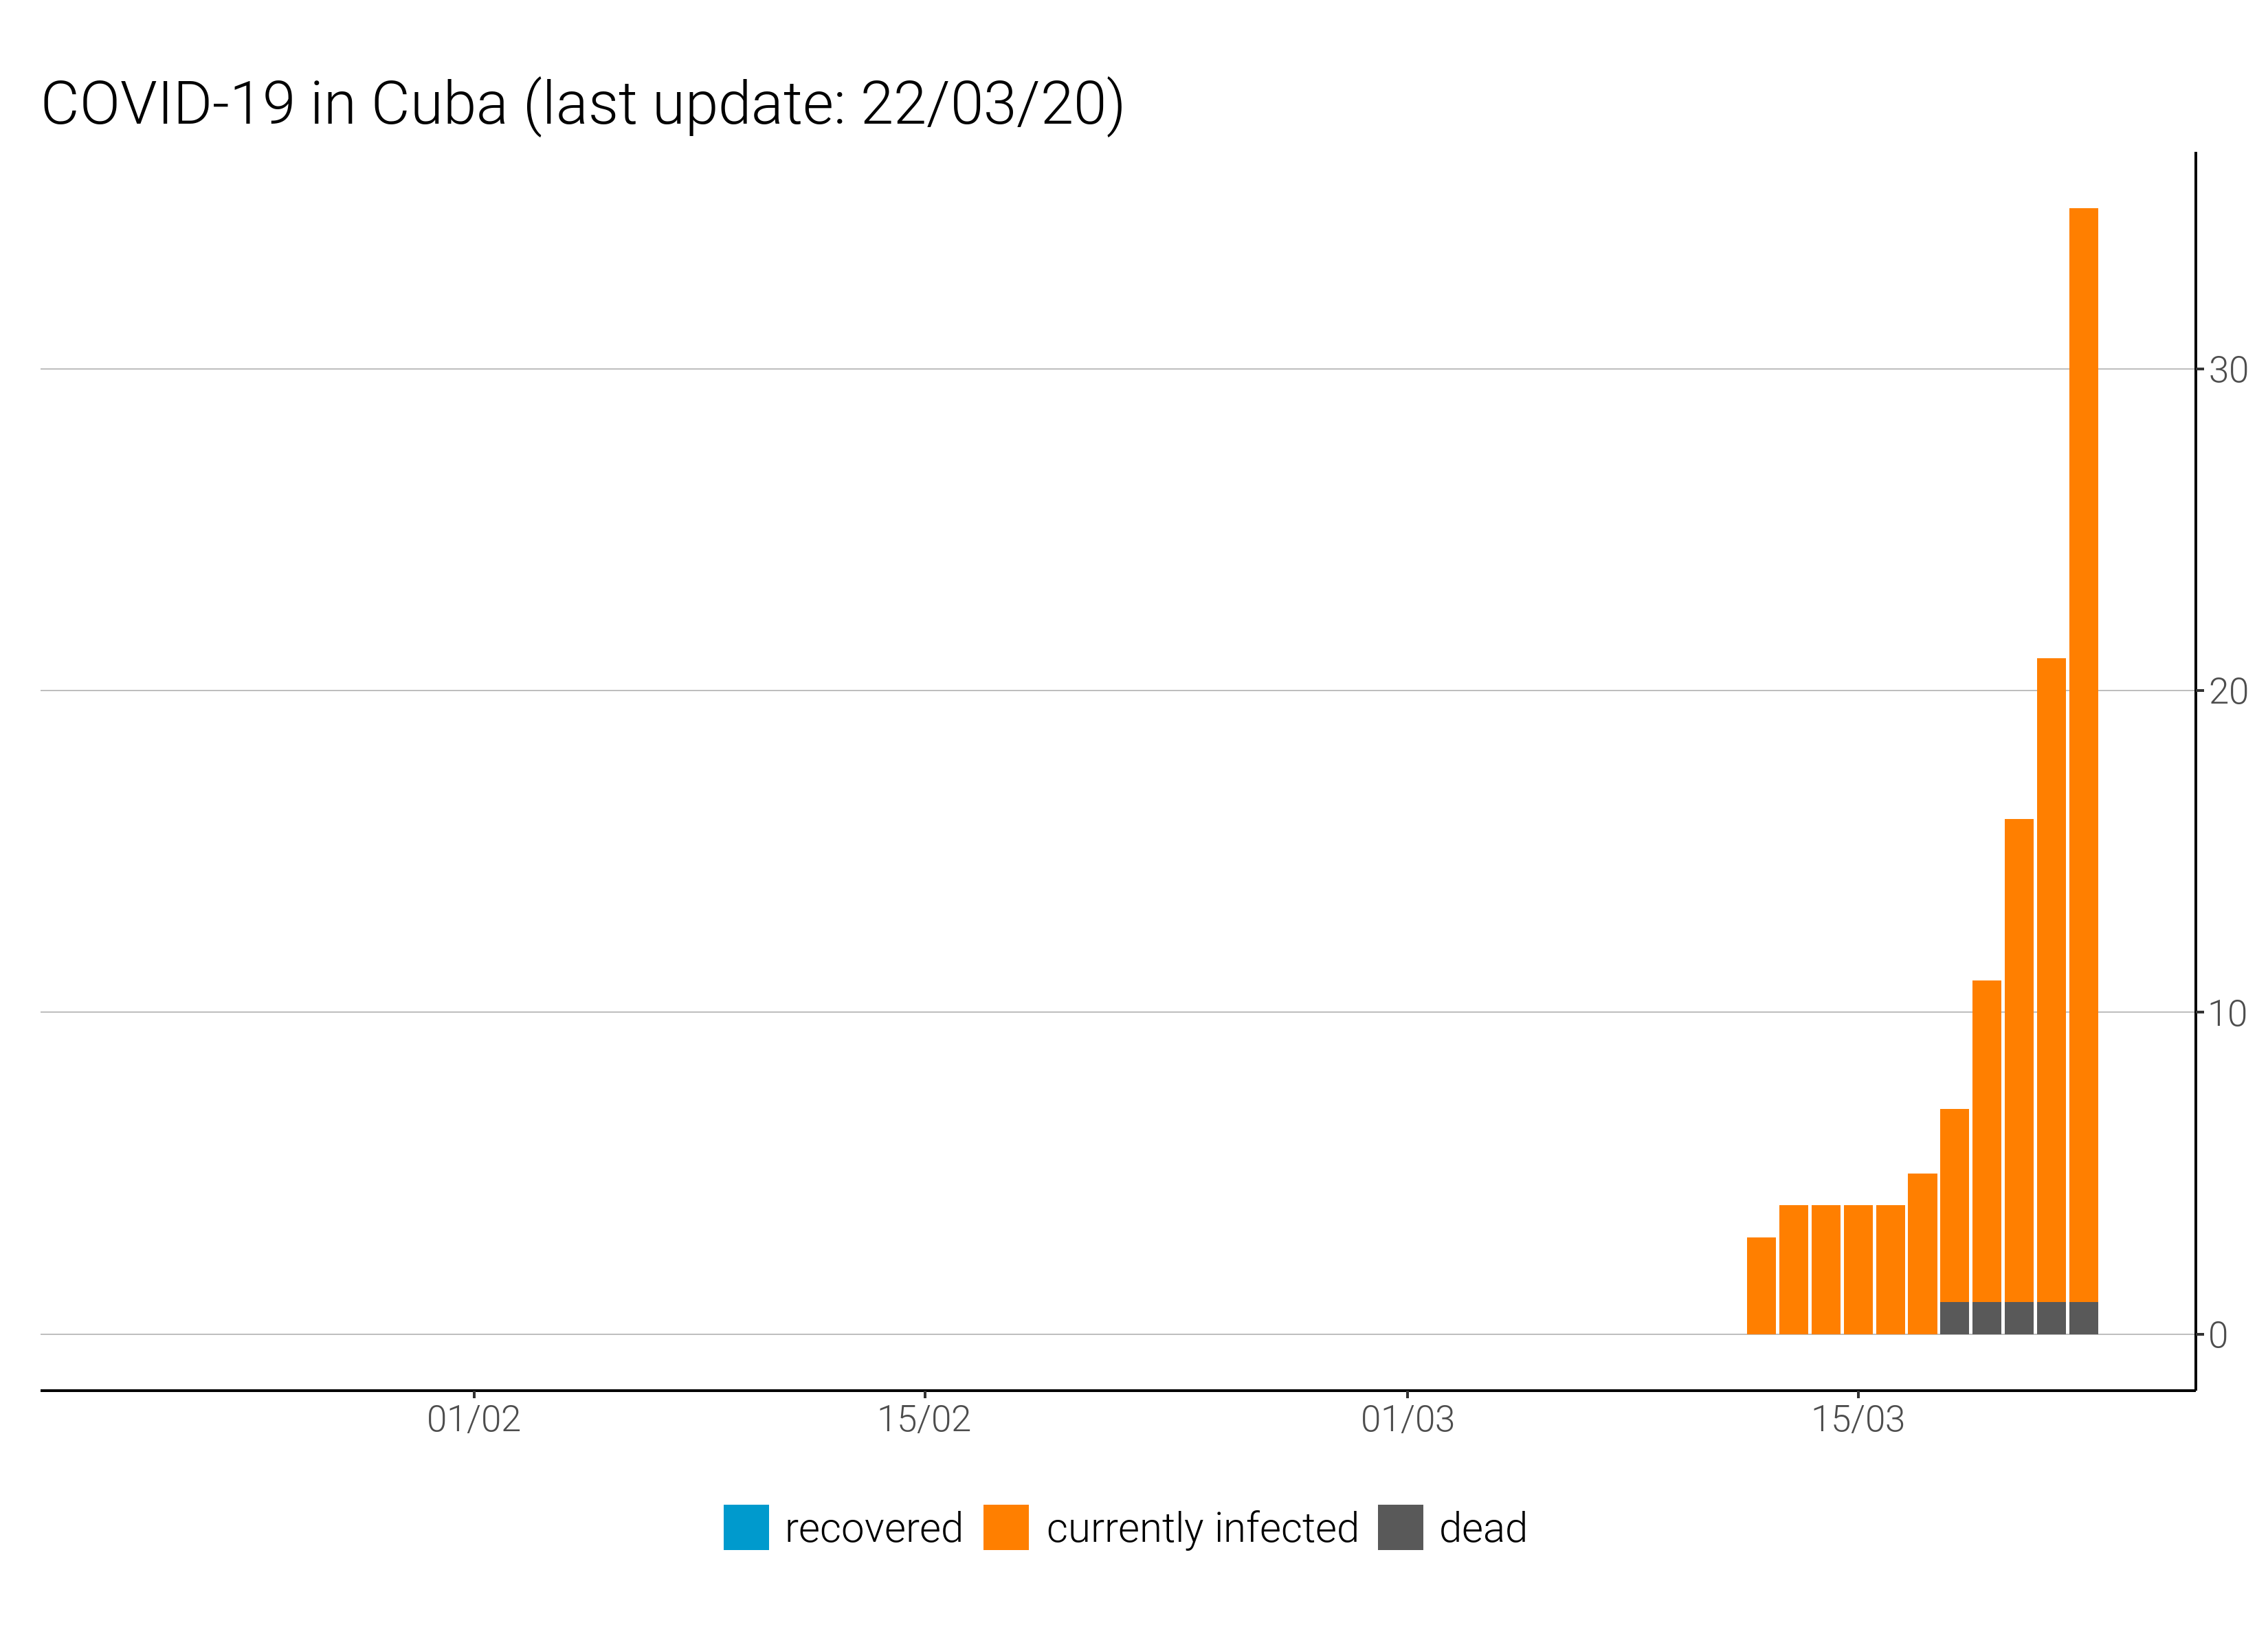 COVID-19 in Cuba (last update: 22/03/20)
30
20
10
0
01/02 15/02 01/03 15/03
recovered currently infected dead